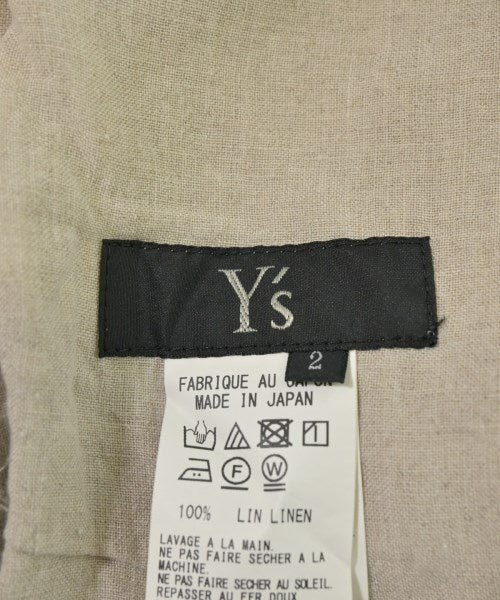 Y's
2
FABRIQUE AU JAPON
MADE IN JAPAN
F W
100% LIN LINEN
LAVAGE A LA MAIN.
NE PAS FAIRE SECHER A LA
MACHINE.
NE PAS FAIRE SECHER AU SOLEIL.
REPASSER AU FER DOUX